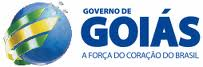 GOVERNO DE
GOIÁS
A FORÇA DO CORAÇÃO DO BRASIL